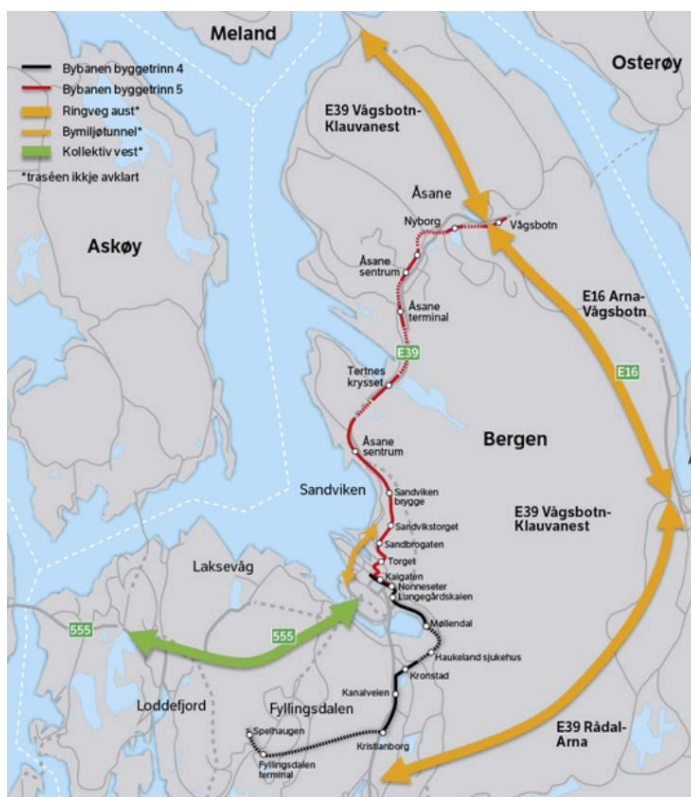 Meland
Osterøy
Bybanen byggetrinn 4
Bybanen byggetrinn 5
Ringveg aust*
Bymiljøtunnel*
Kollektiv vest*
*traséen ikkje avklart
E39 Vågsbotn-
Klauvanest
Åsane
Nyborg
Vågsbotn
Askøy
Åsane
sentrum
E16 Arna-
Vågsbotn
Åsane
terminal
E39
E16
Tertnes
krysset
Bergen
Åsane
sentrum
Sandviken
Sandviken
brygge
E39 Vågsbotn-
Klauvanest
Sandvikstorget
Sandbrogaten
Laksevåg
Torget
Kaigaten
Nonneseter
Lungegårdskaien
555
555
Møllendal
Haukeland sjukehus
Kronstad
Kanalveien
Loddefjord
Fyllingsdalen
Spelhaugen
Kristianborg
E39 Rådal-
Arna
Fyllingsdalen
terminal